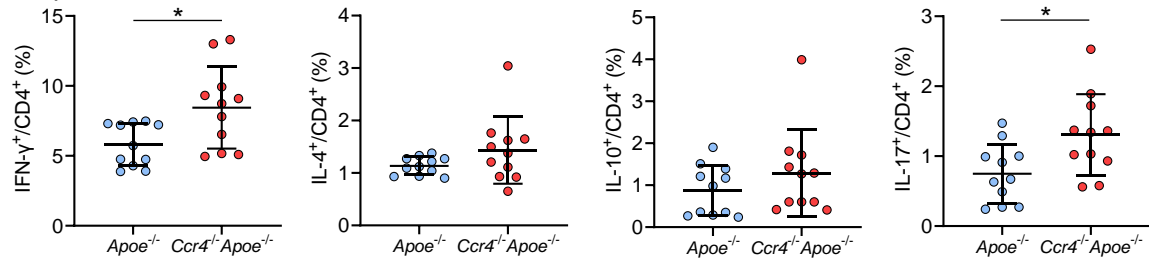 IFN-γ⁺/CD4⁺ (%)
15
10
5
0
*
Apoe⁻/⁻
Ccr4⁻/⁻Apoe⁻/⁻
IL-4⁺/CD4⁺ (%)
4
3
2
1
0
Apoe⁻/⁻
Ccr4⁻/⁻Apoe⁻/⁻
IL-10⁺/CD4⁺ (%)
5
4
3
2
1
0
Apoe⁻/⁻
Ccr4⁻/⁻Apoe⁻/⁻
IL-17⁺/CD4⁺ (%)
3
2
1
0
*
Apoe⁻/⁻
Ccr4⁻/⁻Apoe⁻/⁻